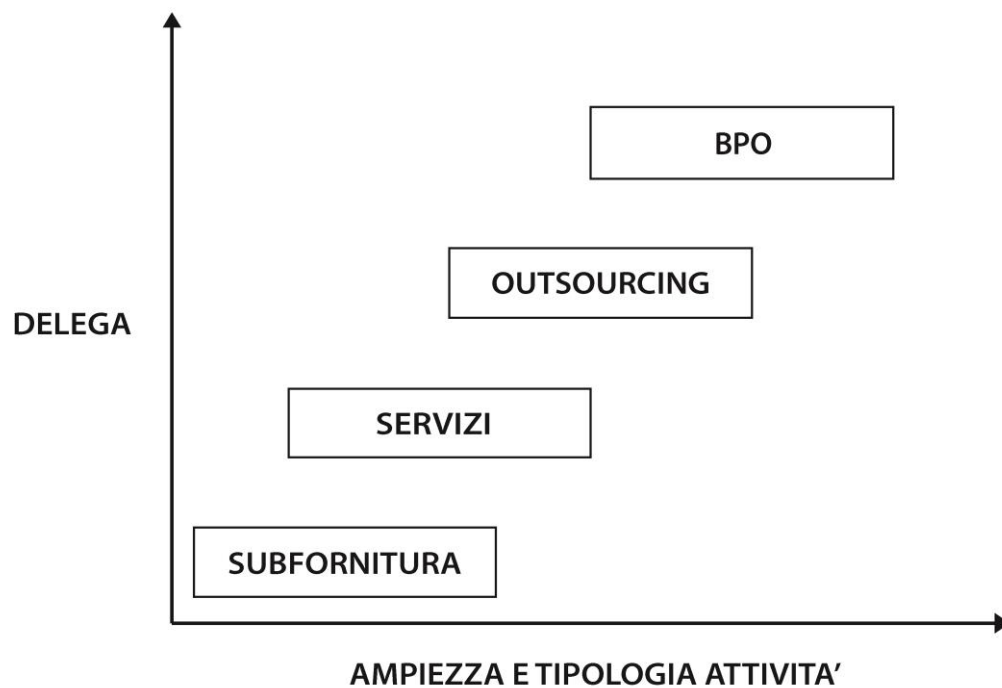 BPO
OUTSOURCING
DELEGA
SERVIZI
SUBFORNITURA
AMPIEZZA E TIPOLOGIA ATTIVITA’